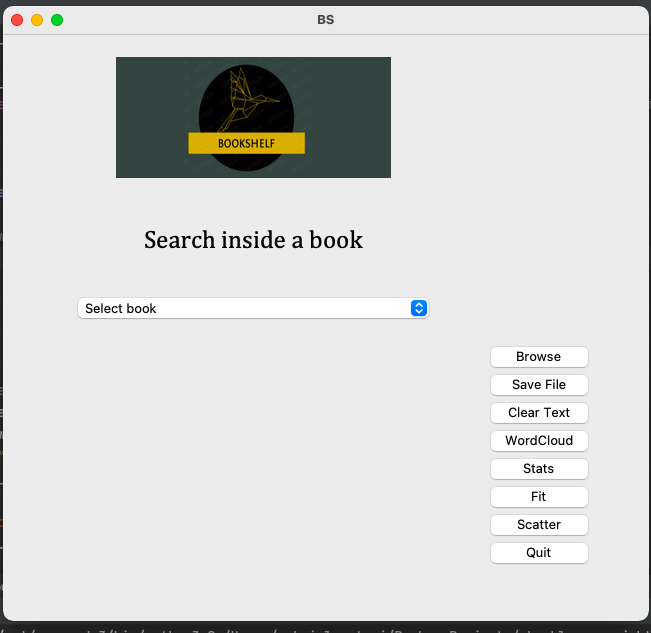 BS
BOOKSHELF
Search inside a book
Select book
Browse
Save File
Clear Text
WordCloud
Stats
Fit
Scatter
Quit